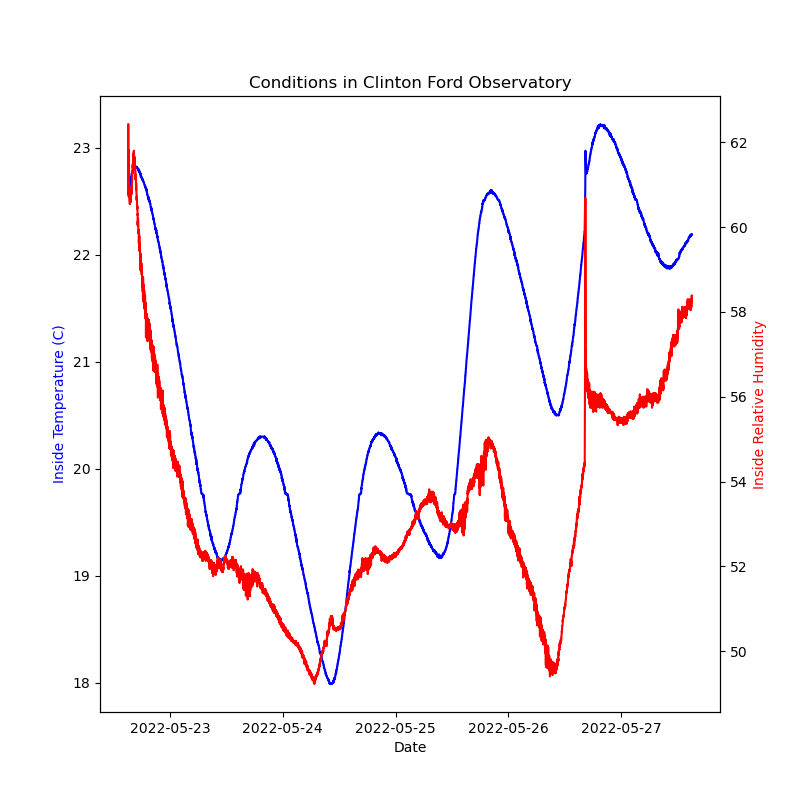 Conditions in Clinton Ford Observatory
23
22
21
20
19
18
Inside Temperature (C)
62
60
58
56
54
52
50
Inside Relative Humidity
2022-05-23 2022-05-24 2022-05-25 2022-05-26 2022-05-27
Date